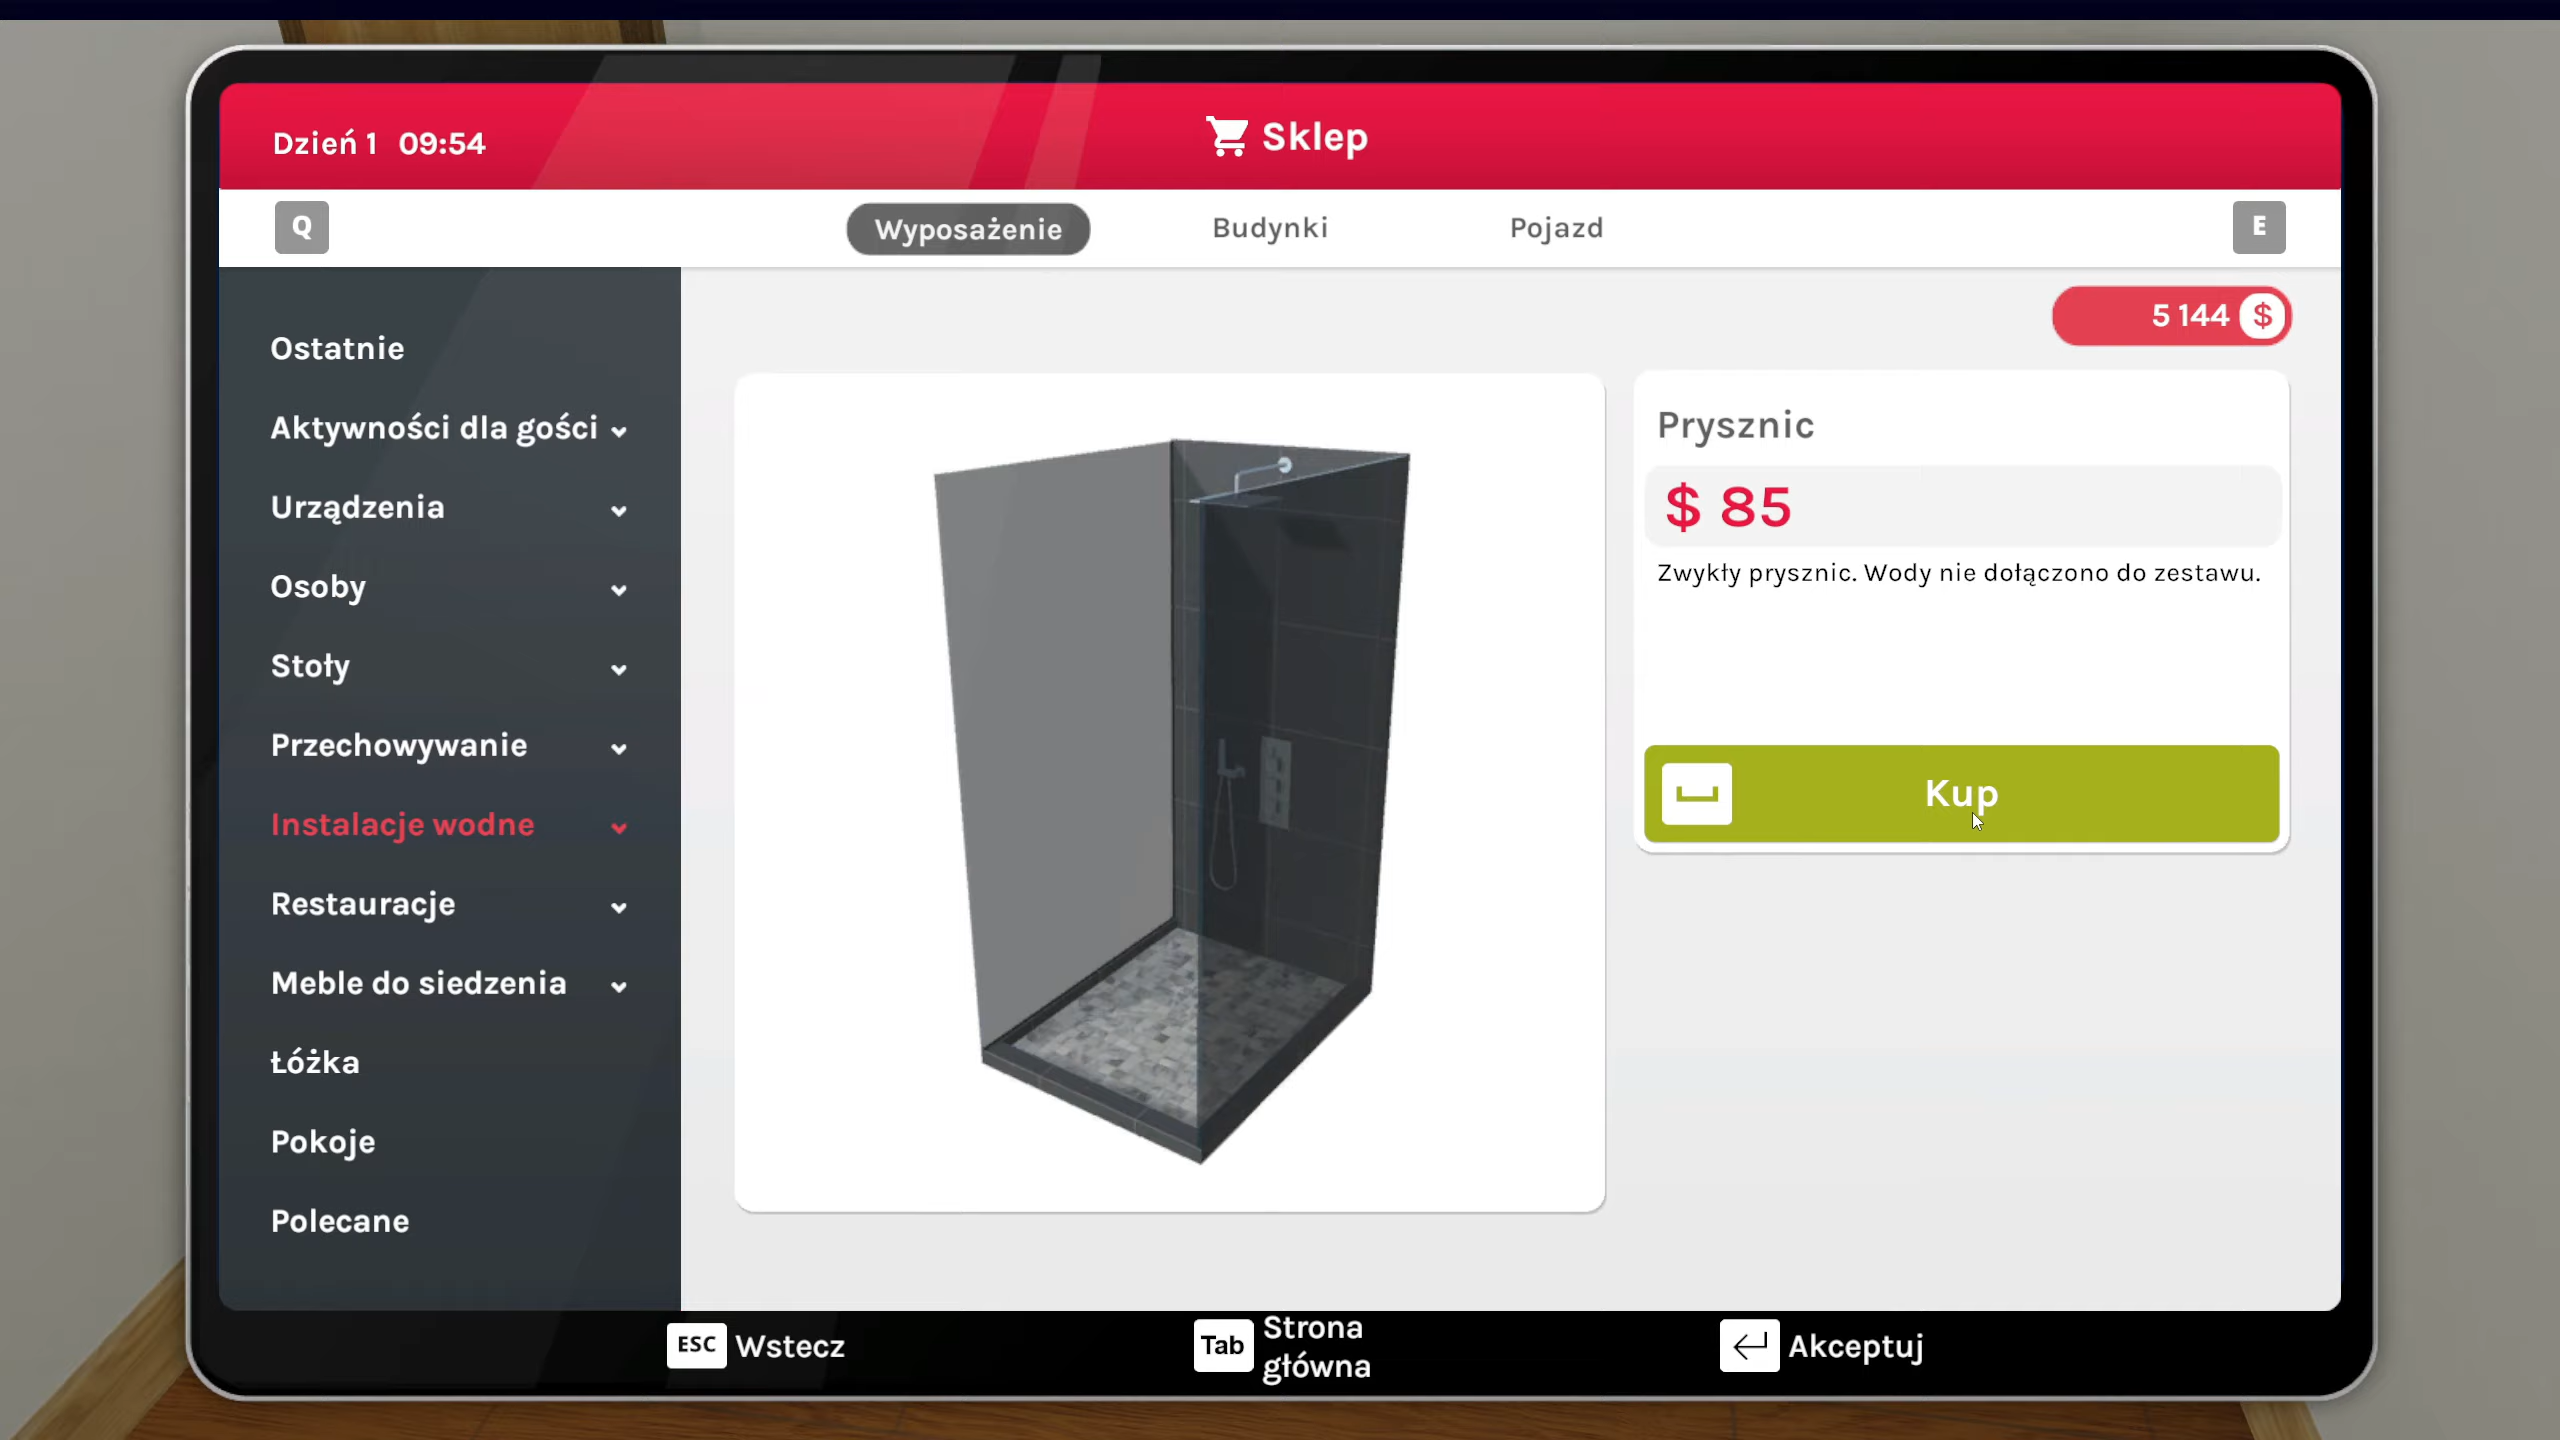 Dzień 1 09:54
Sklep
Q
Wyposażenie
Budynki
Pojazd
E
5 144 $
Ostatnie
Aktywności dla gości
Urządzenia
Osoby
Stoły
Przechowywanie
Instalacje wodne
Restauracje
Meble do siedzenia
Łóżka
Pokoje
Polecane
Prysznic
$ 85
Zwykły prysznic. Wody nie dołączono do zestawu.
Kup
ESC Wstecz
Tab Strona
główna
Akceptuj